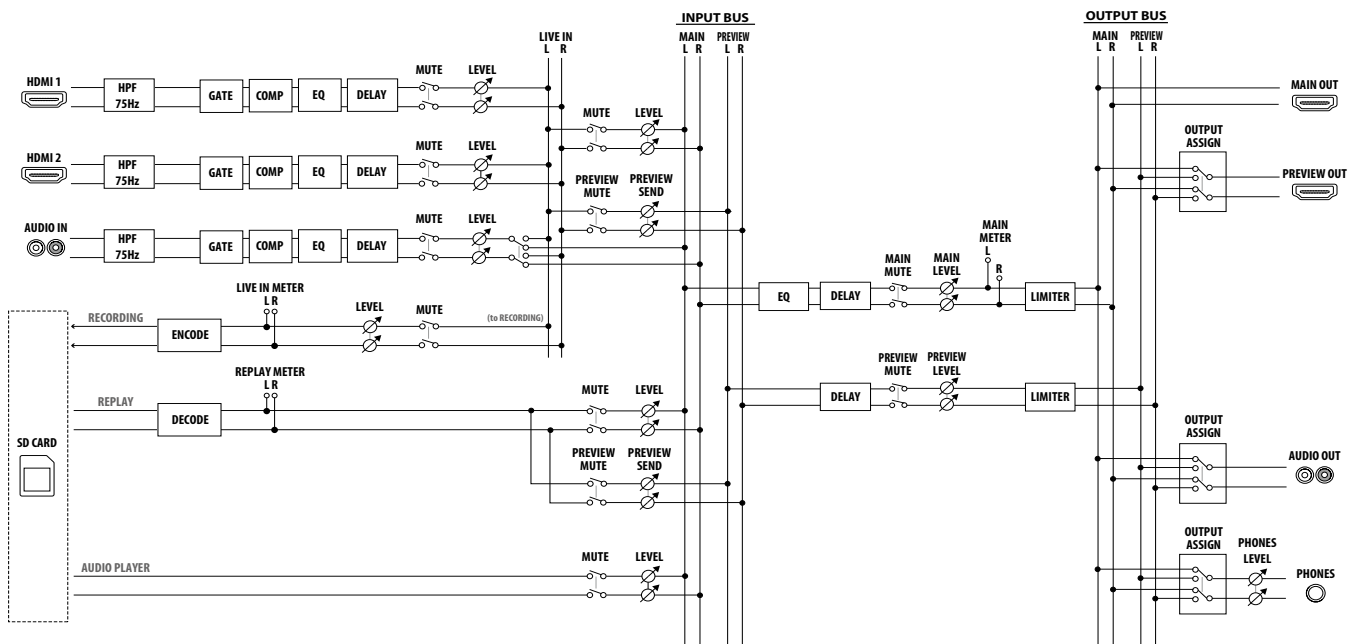 INPUT BUS
OUTPUT BUS
LIVE IN
L R
MAIN
L R
PREVIEW
L R
MAIN
L R
PREVIEW
L R
HDMI 1
HPF
75Hz
GATE
COMP
EQ
DELAY
MUTE
LEVEL
MAIN OUT
MUTE
LEVEL
OUTPUT
ASSIGN
HDMI 2
HPF
75Hz
GATE
COMP
EQ
DELAY
MUTE
LEVEL
PREVIEW
MUTE
PREVIEW
SEND
PREVIEW OUT
AUDIO IN
HPF
75Hz
GATE
COMP
EQ
DELAY
MUTE
LEVEL
MAIN
METER
L
R
MAIN
MUTE
MAIN
LEVEL
EQ
DELAY
LIMITER
LIVE IN METER
L R
RECORDING
ENCODE
LEVEL
MUTE
(to RECORDING)
REPLAY METER
L R
REPLAY
DECODE
MUTE
LEVEL
PREVIEW
MUTE
PREVIEW
LEVEL
DELAY
LIMITER
SD CARD
PREVIEW
MUTE
PREVIEW
SEND
OUTPUT
ASSIGN
AUDIO OUT
AUDIO PLAYER
MUTE
LEVEL
OUTPUT
ASSIGN
PHONES
LEVEL
PHONES